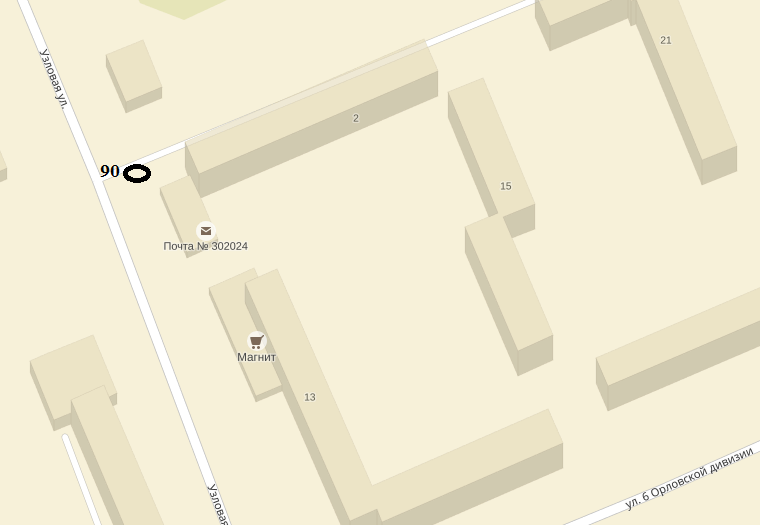 21
Узловая ул.
2
90
15
Почта № 302024
Магнит
13
ул. 6 Орловской дивизии
Узловая